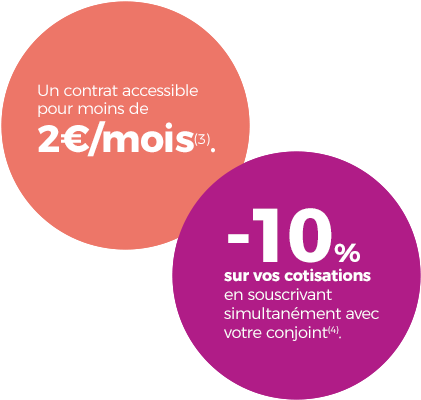 Un contrat accessible
pour moins de
2€/mois(3).
-10%
sur vos cotisations
en souscrivant
simultanément avec
votre conjoint(4).